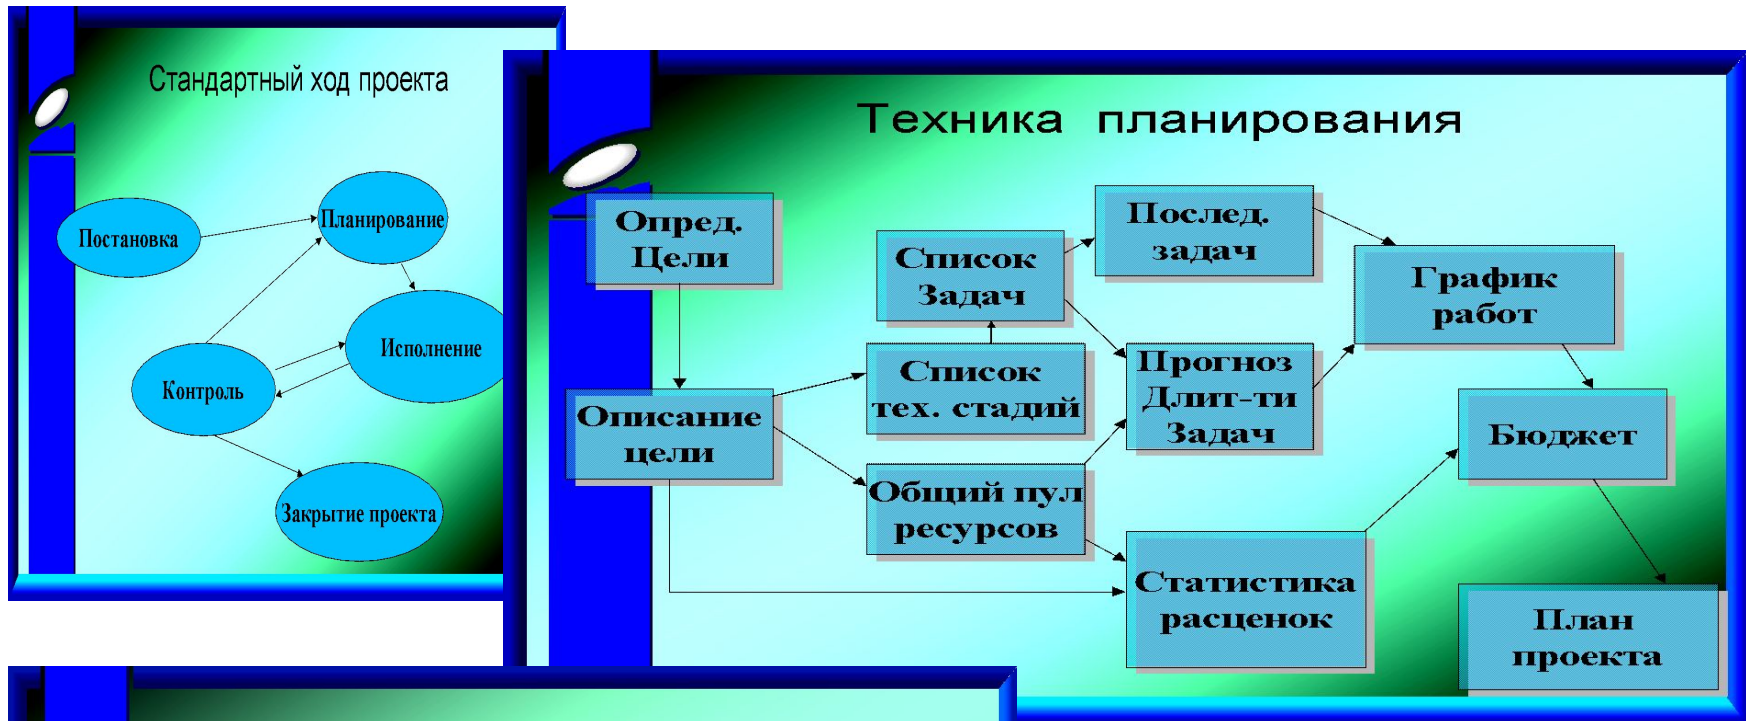 Стандартный ход проекта
Постановка
Планирование
Исполнение
Контроль
Закрытие проекта
Техника планирования
Опред.
Цели
Описание
цели
Список
Задач
Список
тех. стадий
Общий пул
ресурсов
Послед.
задач
Прогноз
Длит-ти
Задач
Статистика
расценок
График
работ
Бюджет
План
проекта